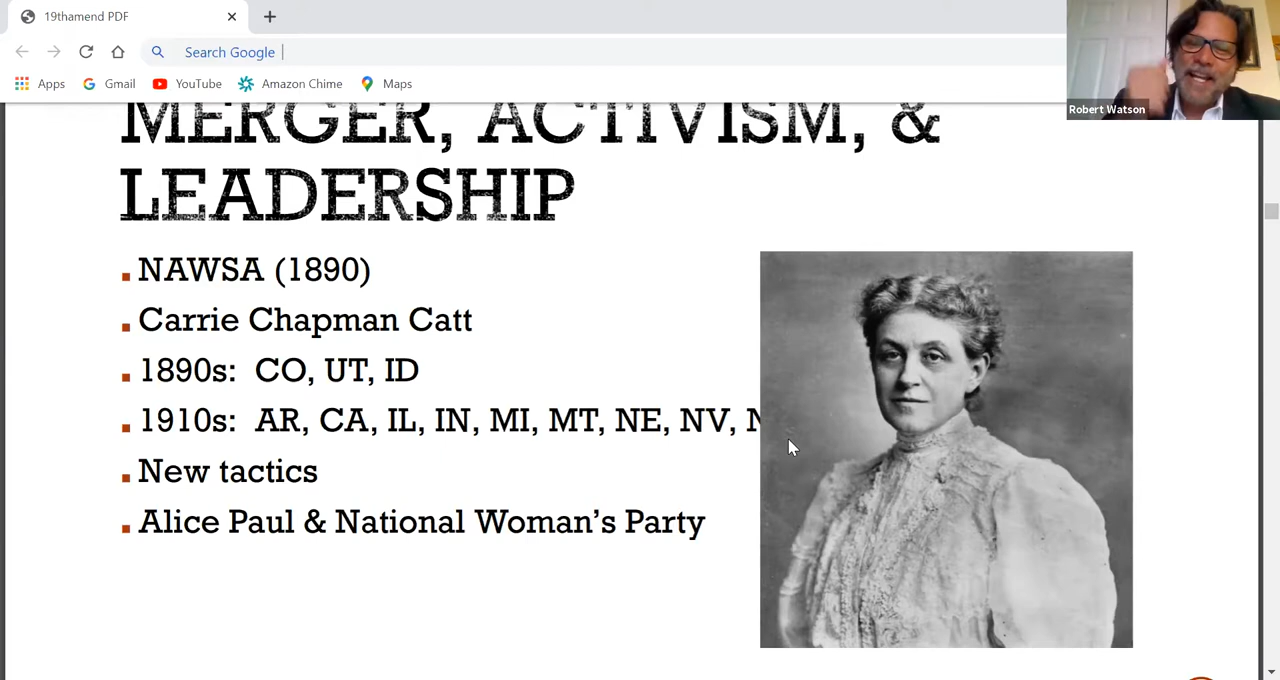 19thamend PDF
Search Google
Apps Gmail YouTube Amazon Chime Maps
Robert Watson
MERGER, ACTIVISM, &
LEADERSHIP
NAWSA (1890)
Carrie Chapman Catt
1890s: CO, UT, ID
1910s: AR, CA, IL, IN, MI, MT, NE, NV,
New tactics
Alice Paul & National Woman's Party